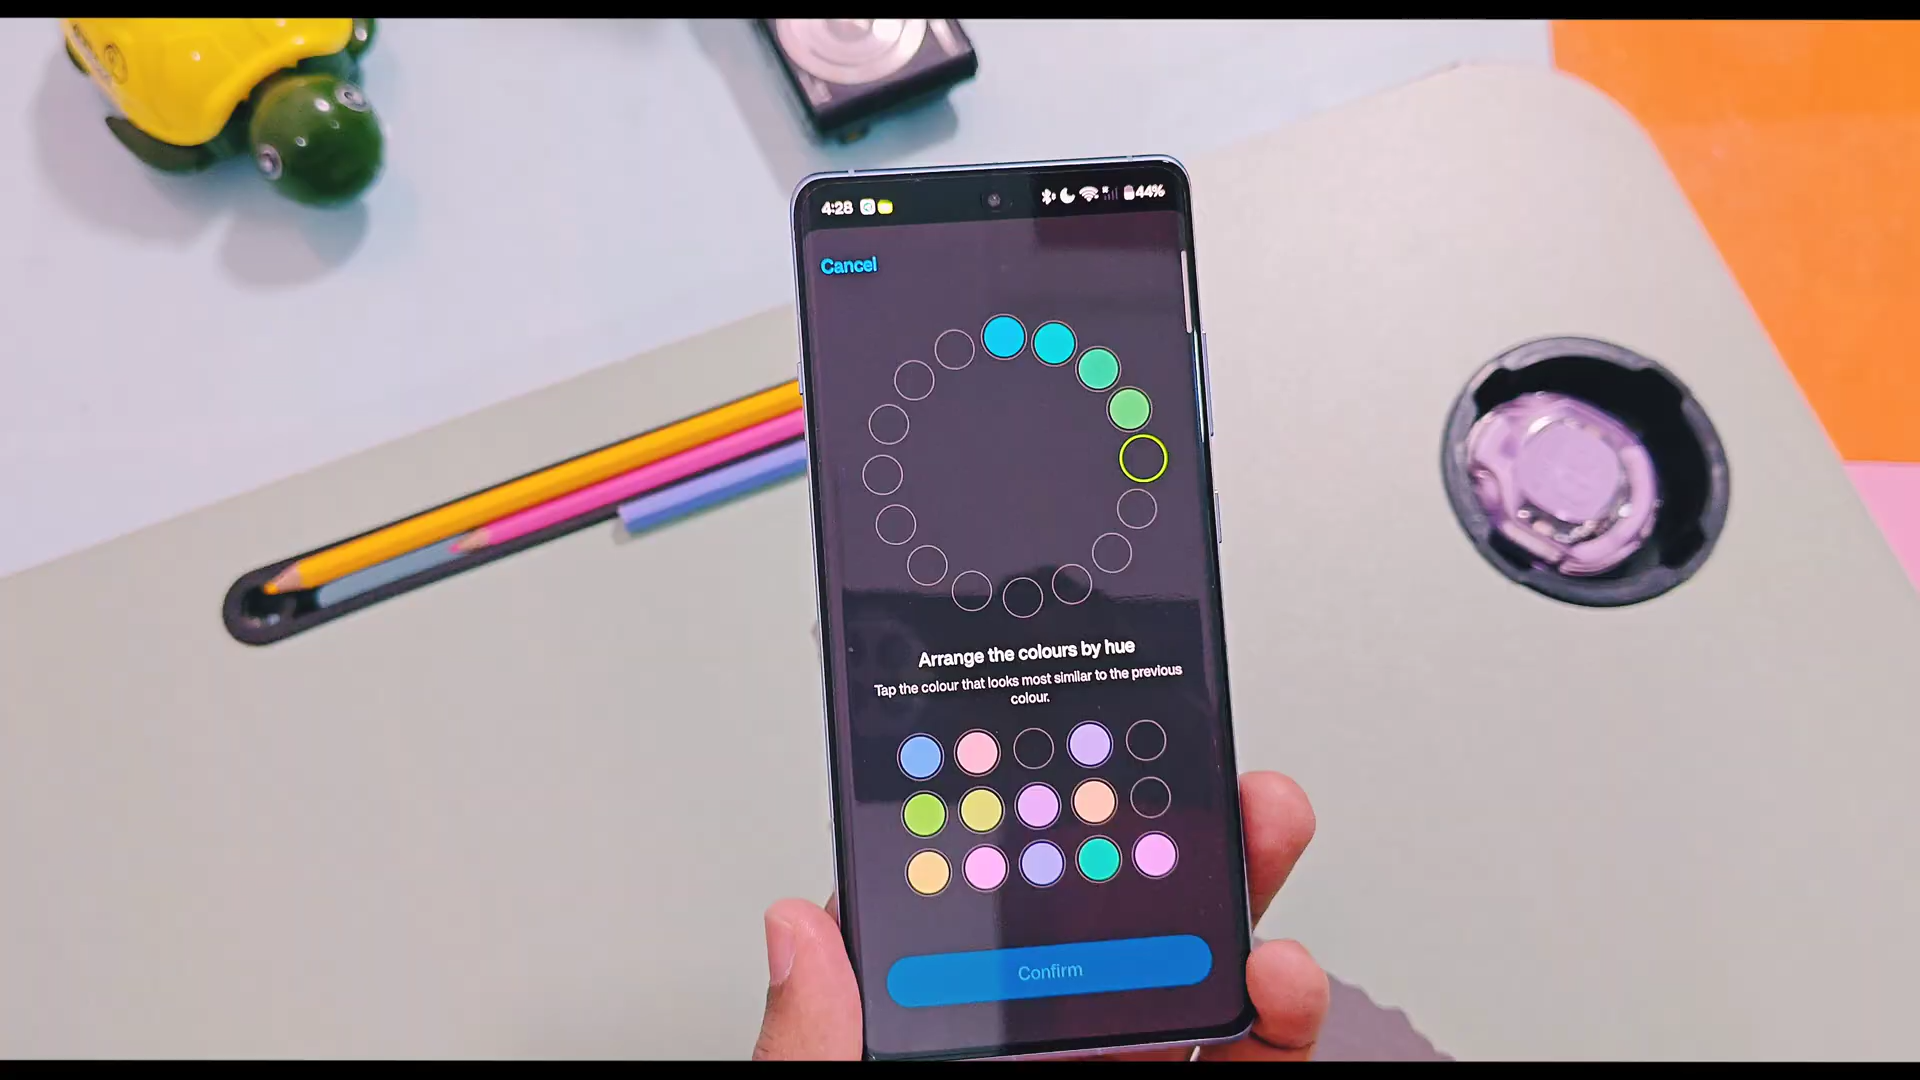 4:28 44%
Cancel
Arrange the colours by hue
Tap the colour that looks most similar to the previous
colour.
Confirm